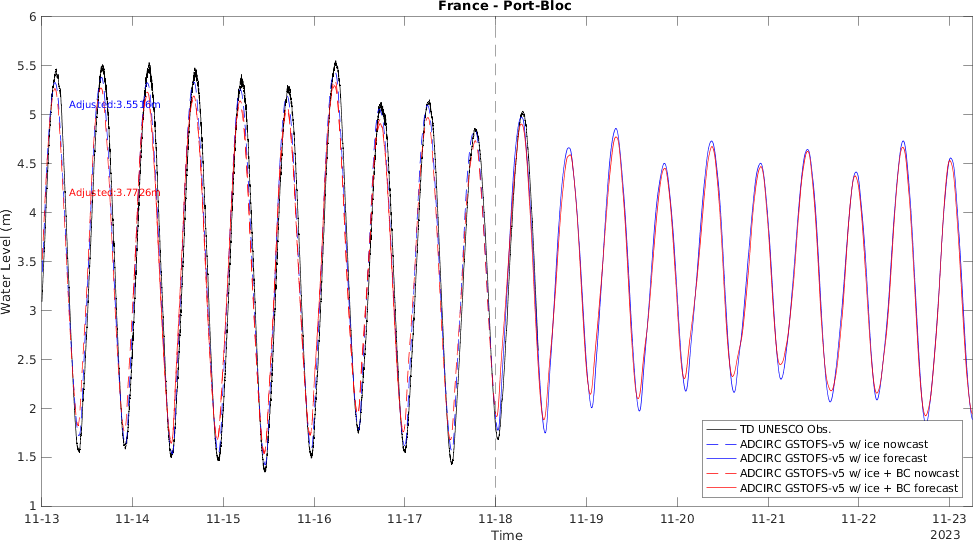 France - Port-Bloc
6
5.5
5
4.5
4
3.5
3
2.5
2
1.5
1
Water Level (m)
Adjusted:3.5516m
Adjusted:3.7726m
TD UNESCO Obs.
ADCIRC GSTOFS-v5 w/ ice nowcast
ADCIRC GSTOFS-v5 w/ ice forecast
ADCIRC GSTOFS-v5 w/ ice + BC nowcast
ADCIRC GSTOFS-v5 w/ ice + BC forecast
11-13 11-14 11-15 11-16 11-17 11-18 11-19 11-20 11-21 11-22 11-23
2023
Time